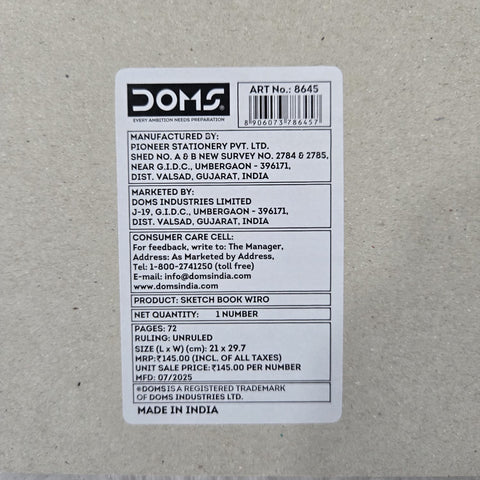 DOMS
EVERY AMBITION NEEDS PREPARATION
ART No.: 8645
8 906073 786457
MANUFACTURED BY:
PIONEER STATIONERY PVT. LTD.
SHED NO. A & B NEW SURVEY NO. 2784 & 2785,
NEAR G.I.D.C., UMBERGAON - 396171,
DIST. VALSAD, GUJARAT, INDIA
MARKETED BY:
DOMS INDUSTRIES LIMITED
J-19, G.I.D.C., UMBERGAON - 396171,
DIST. VALSAD, GUJARAT, INDIA
CONSUMER CARE CELL:
For feedback, write to: The Manager,
Address: As Marketed by Address,
Tel: 1-800-2741250 (toll free)
E-mail: info@domsindia.com
www.domsindia.com
PRODUCT: SKETCH BOOK WIRO
NET QUANTITY: 1 NUMBER
PAGES: 72
RULING: UNRULED
SIZE (L x W) (cm): 21 x 29.7
MRP:₹145.00 (INCL. OF ALL TAXES)
UNIT SALE PRICE: ₹145.00 PER NUMBER
MFD: 07/2025
®DOMS IS A REGISTERED TRADEMARK
OF DOMS INDUSTRIES LTD.
MADE IN INDIA